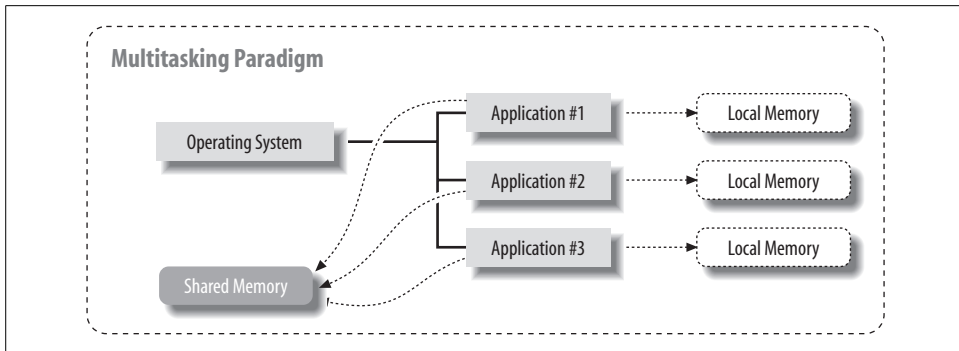 Multitasking Paradigm
Application #1
Local Memory
Operating System
Application #2
Local Memory
Application #3
Local Memory
Shared Memory